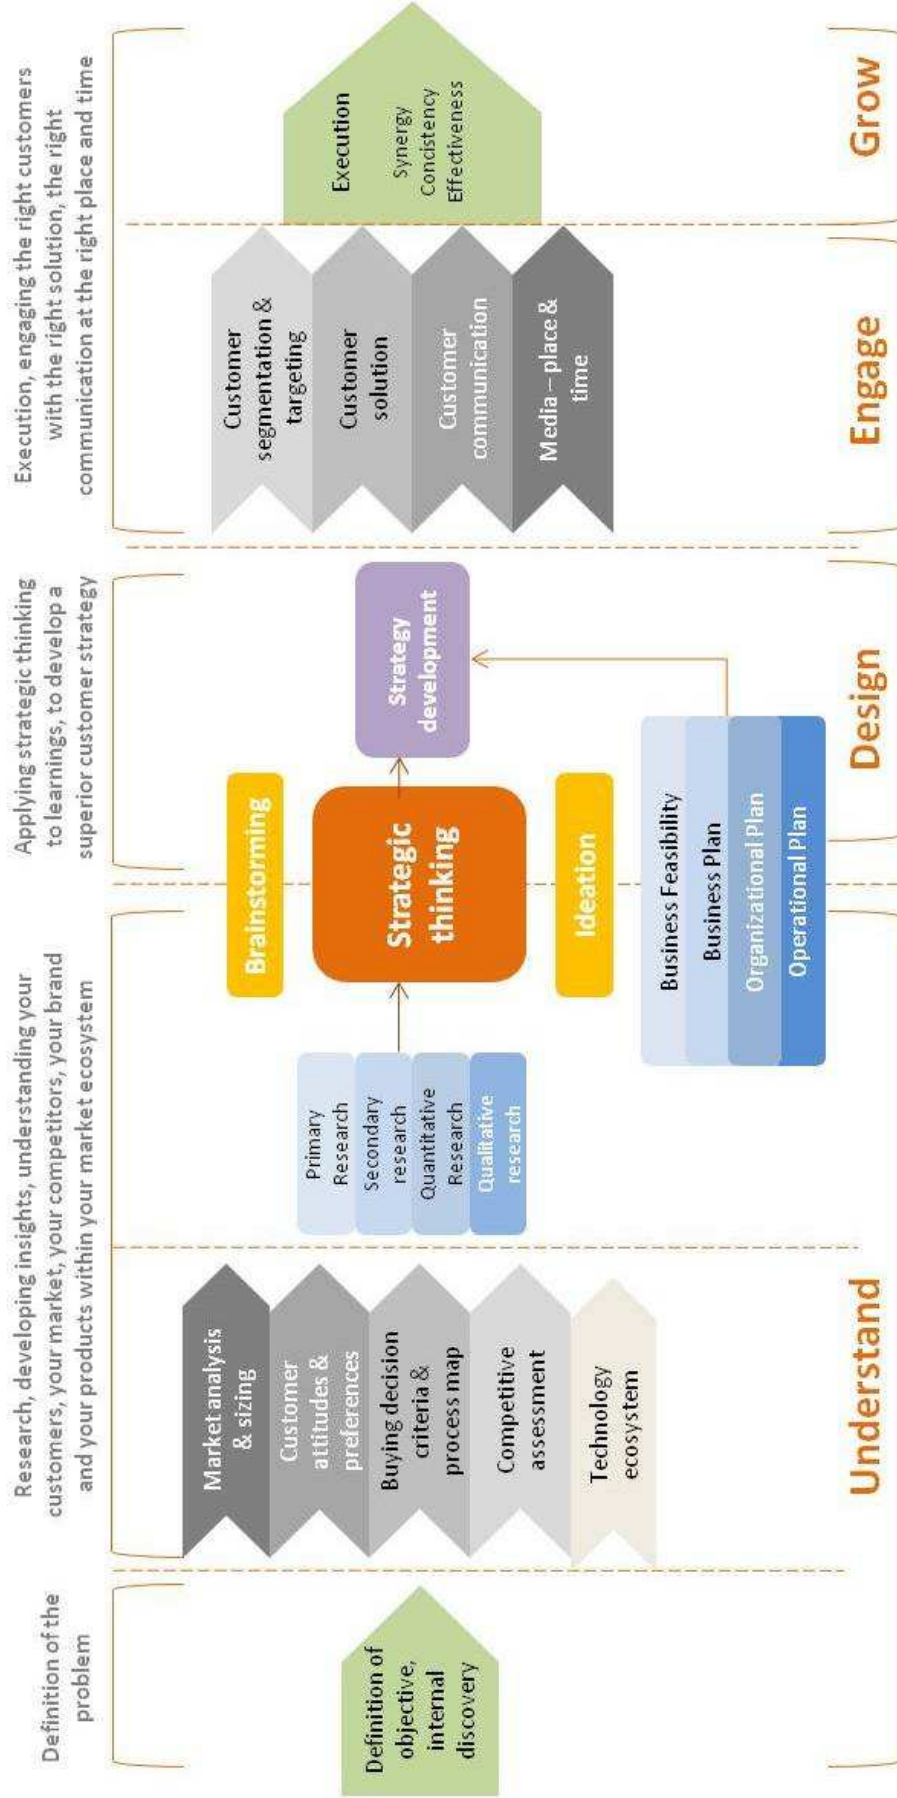 Definition of the
problem
Research, developing insights, understanding your
customers, your market, your competitors, your brand
and your products within your market ecosystem
Applying strategic thinking
to learnings, to develop a
superior customer strategy
Execution, engaging the right customers
with the right solution, the right
communication at the right place and time
Definition of
objective,
internal
discovery
Market analysis
& sizing
Customer
attitudes &
preferences
Buying decision
criteria &
process map
Competitive
assessment
Technology
ecosystem
Primary
Research
Secondary
research
Quantitative
Research
Qualitative
research
Brainstorming
Strategic
thinking
Ideation
Business Feasibility
Business Plan
Organizational Plan
Operational Plan
Strategy
development
Customer
segmentation &
targeting
Customer
solution
Customer
communication
Media – place &
time
Execution
Synergy
Concistency
Effectiveness
Understand
Design
Engage
Grow